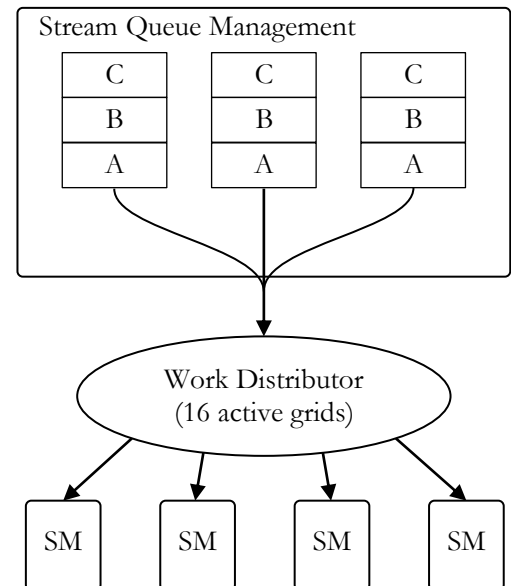 Stream Queue Management
C C C
B B B
A A A
Work Distributor
(16 active grids)
SM SM SM SM